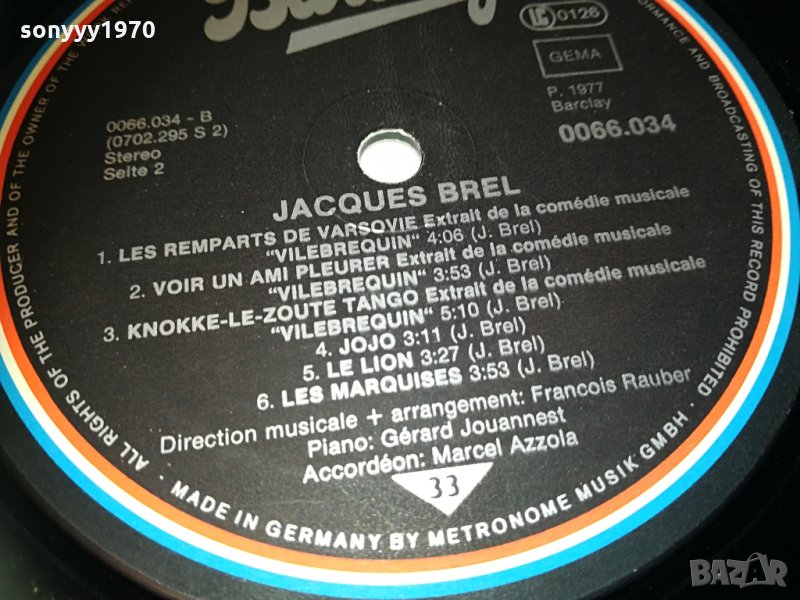 sonyyy1970
Barclay
LC 0126
GEMA
P. 1977
Barclay
0066.034
0066.034 - B
(0702.295 S 2)
Stereo
Seite 2
JACQUES BREL
1. LES REMPARTS DE VARSOVIE Extrait de la comédie musicale
"VILEBREQUIN" 4:06 (J. Brel)
2. VOIR UN AMI PLEURER Extrait de la comédie musicale
"VILEBREQUIN" 3:53 (J. Brel)
3. KNOKKE-LE-ZOUTE TANGO Extrait de la comédie musicale
"VILEBREQUIN" 5:10 (J. Brel)
4. JOJO 3:11 (J. Brel)
5. LE LION 3:27 (J. Brel)
6. LES MARQUISES 3:53 (J. Brel)
Direction musicale + arrangement: Francois Rauber
Piano: Gérard Jouannest
Accordéon: Marcel Azzola
33
ALL RIGHTS OF THE PRODUCER AND OF THE OWNER OF THE
AND BROADCASTING OF THIS RECORD PROHIBITED
· MADE IN GERMANY BY METRONOME MUSIK GMBH ·
BAZAR
bg